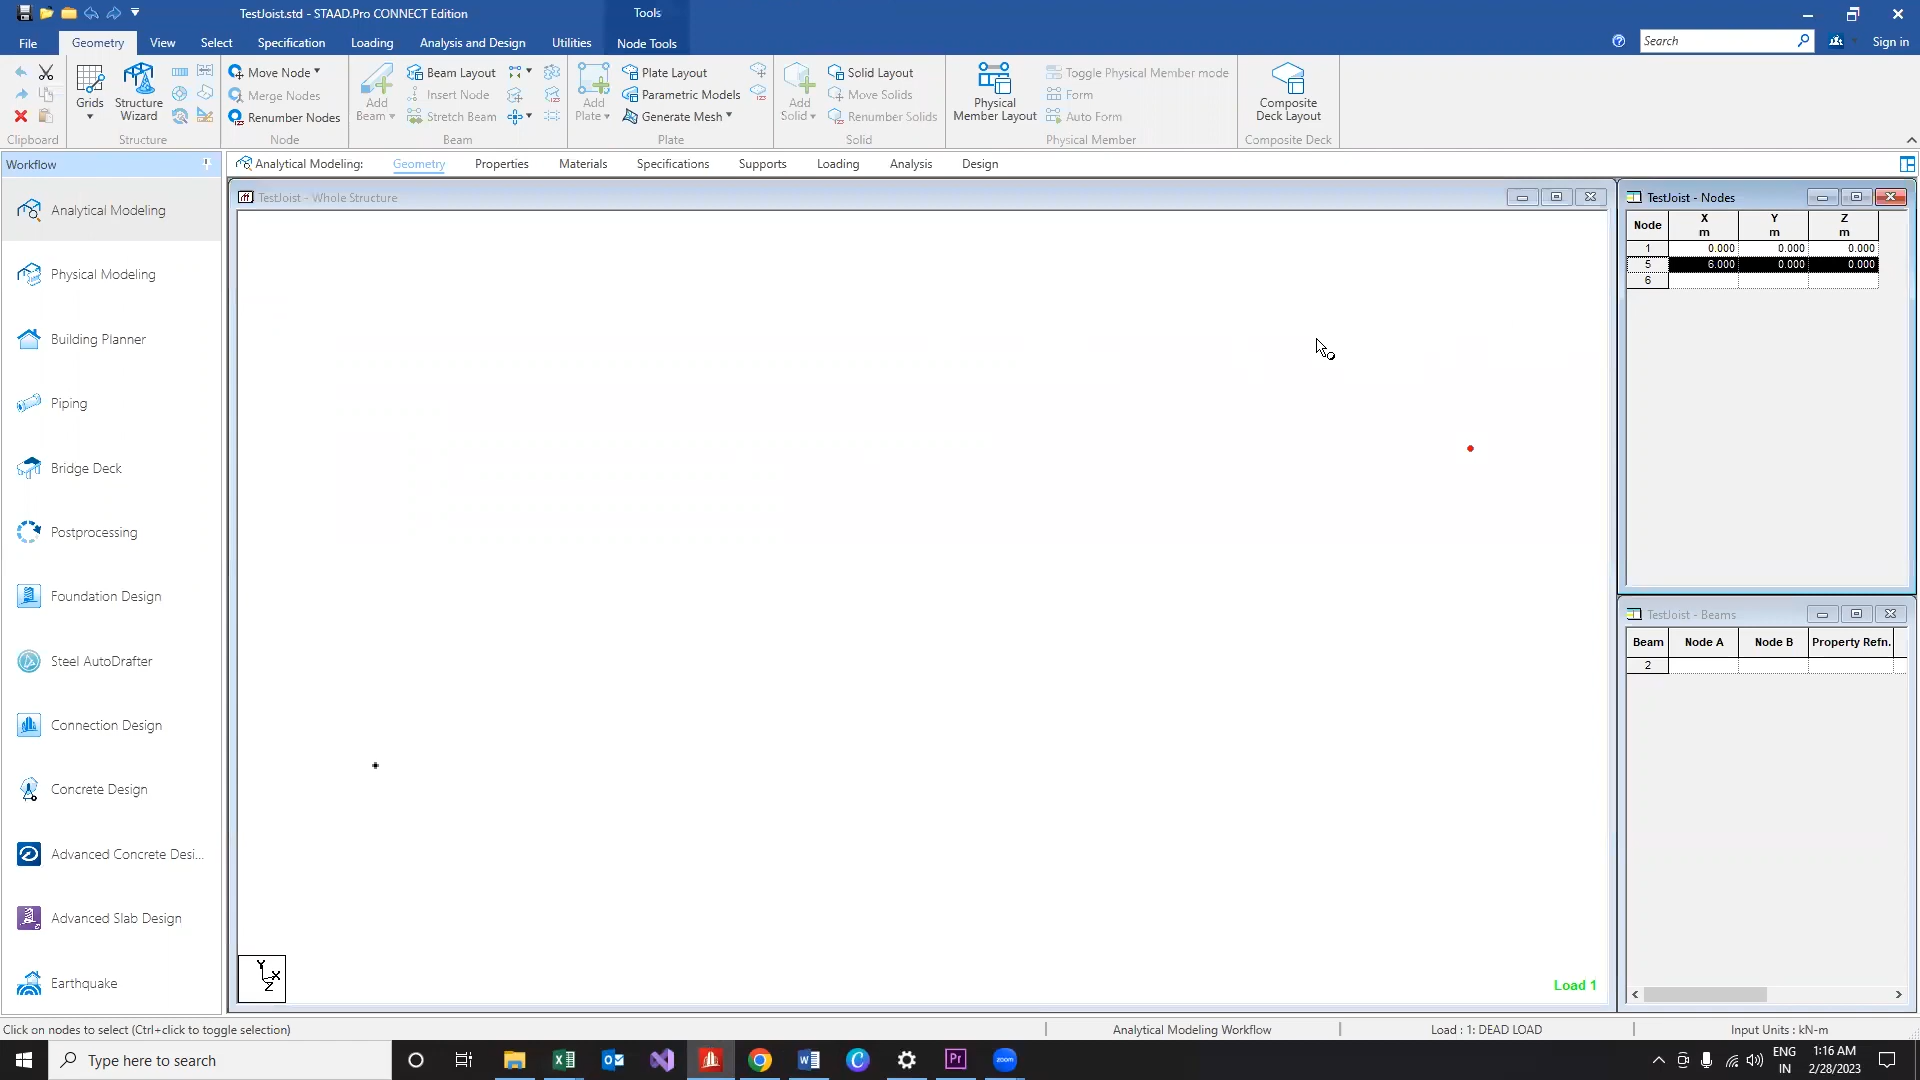 TestJoist.std - STAAD.Pro CONNECT Edition
Tools
File
Geometry
View
Select
Specification
Loading
Analysis and Design
Utilities
Node Tools
Search
Sign in
Grids
Structure Wizard
Move Node
Merge Nodes
Renumber Nodes
Add Beam
Beam Layout
Insert Node
Stretch Beam
Add Plate
Plate Layout
Parametric Models
Generate Mesh
Add Solid
Solid Layout
Move Solids
Renumber Solids
Physical Member Layout
Toggle Physical Member mode
Form
Auto Form
Composite Deck Layout
Clipboard
Structure
Node
Beam
Plate
Solid
Physical Member
Composite Deck
Workflow
Analytical Modeling:
Geometry
Properties
Materials
Specifications
Supports
Loading
Analysis
Design
Analytical Modeling
Physical Modeling
Building Planner
Piping
Bridge Deck
Postprocessing
Foundation Design
Steel AutoDrafter
Connection Design
Concrete Design
Advanced Concrete Desi...
Advanced Slab Design
Earthquake
TestJoist - Whole Structure
Y
X
Z
Load 1
TestJoist - Nodes
Node X m Y m Z m
1 0.000 0.000 0.000
5 6.000 0.000 0.000
6
TestJoist - Beams
Beam Node A Node B Property Refn.
2
Click on nodes to select (Ctrl+click to toggle selection)
Analytical Modeling Workflow
Load : 1: DEAD LOAD
Input Units : kN-m
Type here to search
Pr
zoom
ENG
IN
1:16 AM
2/28/2023